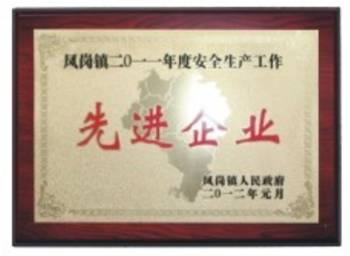 凤岗镇二〇一一年度安全生产工作
先进企业
凤岗镇人民政府
二〇一二年元月